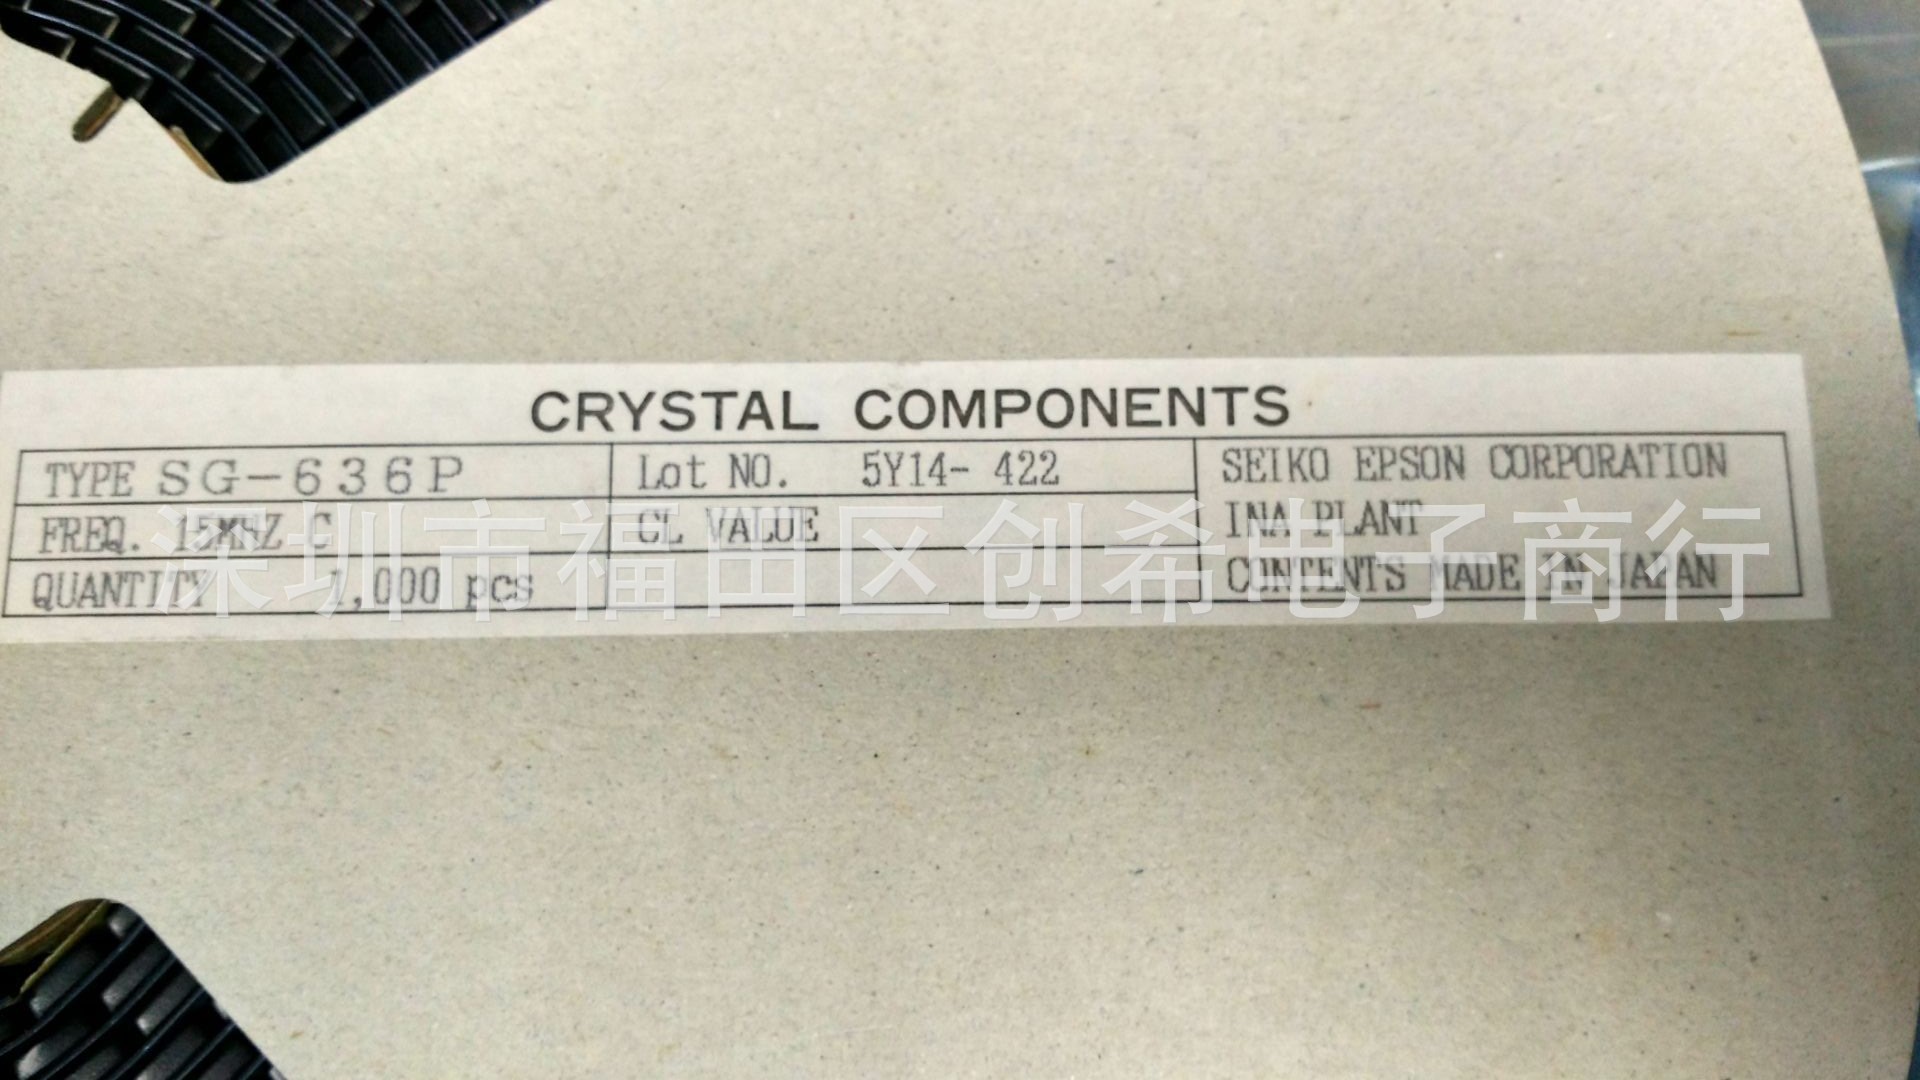 CRYSTAL COMPONENTS
TYPE SG-636P
Lot NO. 5Y14- 422
SEIKO EPSON CORPORATION
FREQ. 15MHZ C
CL VALUE
INA PLANT
QUANTITY 1,000 pcs
CONTENTS MADE IN JAPAN
深圳市福田区创希电子商行